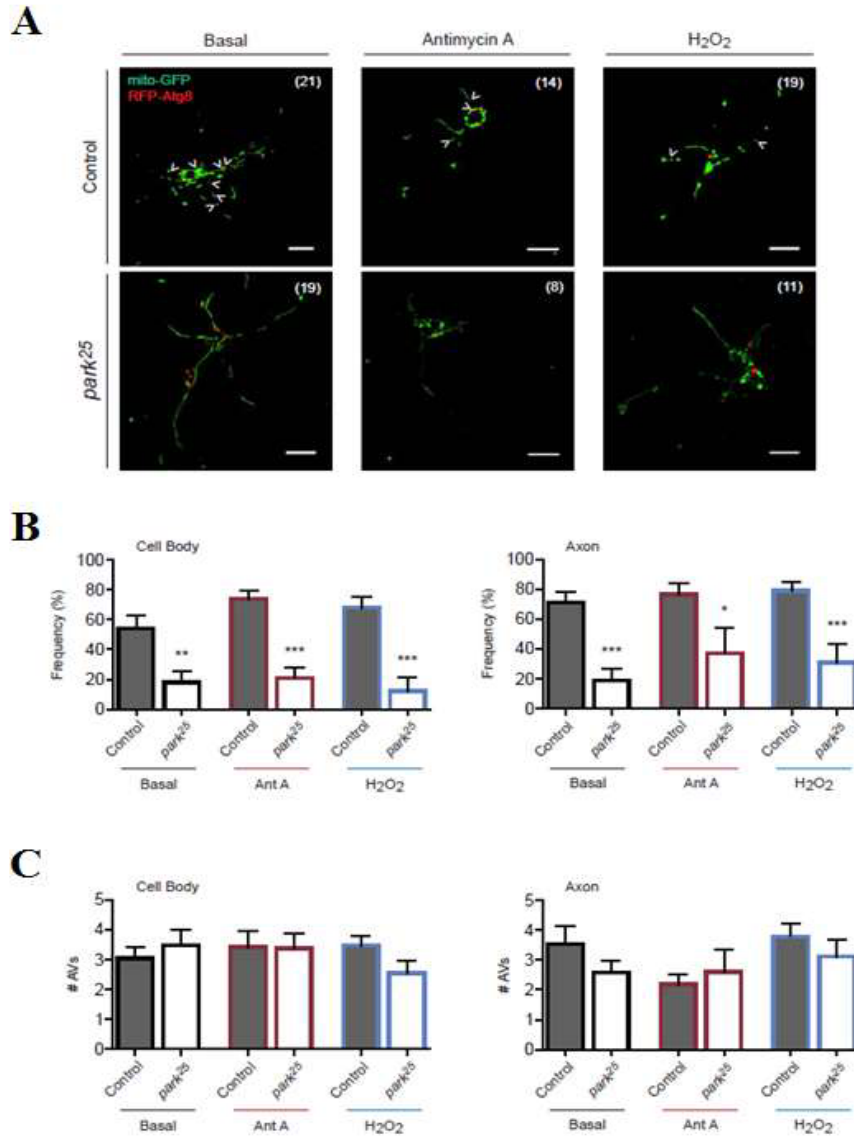 A
Basal Antimycin A H2O2
mito-GFP
RFP-Atg8
(21) (14) (19)
Control
(19) (8) (11)
park25
B
Cell Body
Frequency (%)
100
80
60
40
20
0
** *** ***
Control park25 Control park25 Control park25
Basal Ant A H2O2
Axon
Frequency (%)
100
80
60
40
20
0
*** * ***
Control park25 Control park25 Control park25
Basal Ant A H2O2
C
Cell Body
# AVs
5
4
3
2
1
0
Control park25 Control park25 Control park25
Basal Ant A H2O2
Axon
# AVs
5
4
3
2
1
0
Control park25 Control park25 Control park25
Basal Ant A H2O2